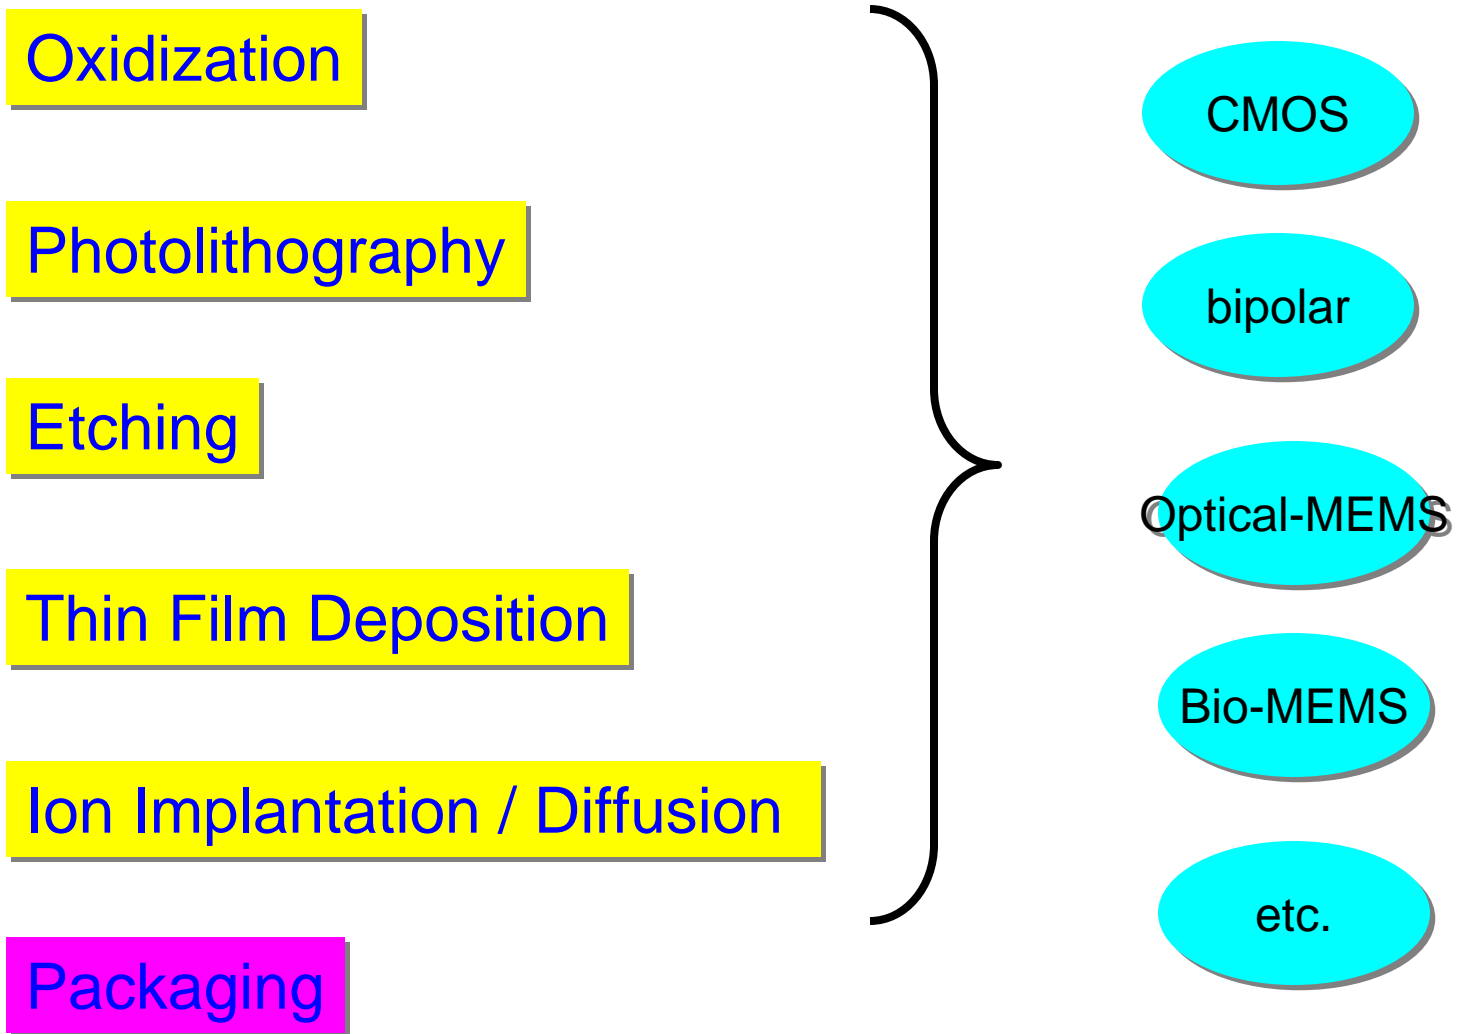 Oxidization
Photolithography
Etching
Thin Film Deposition
Ion Implantation / Diffusion
Packaging
CMOS
bipolar
Optical-MEMS
Bio-MEMS
etc.